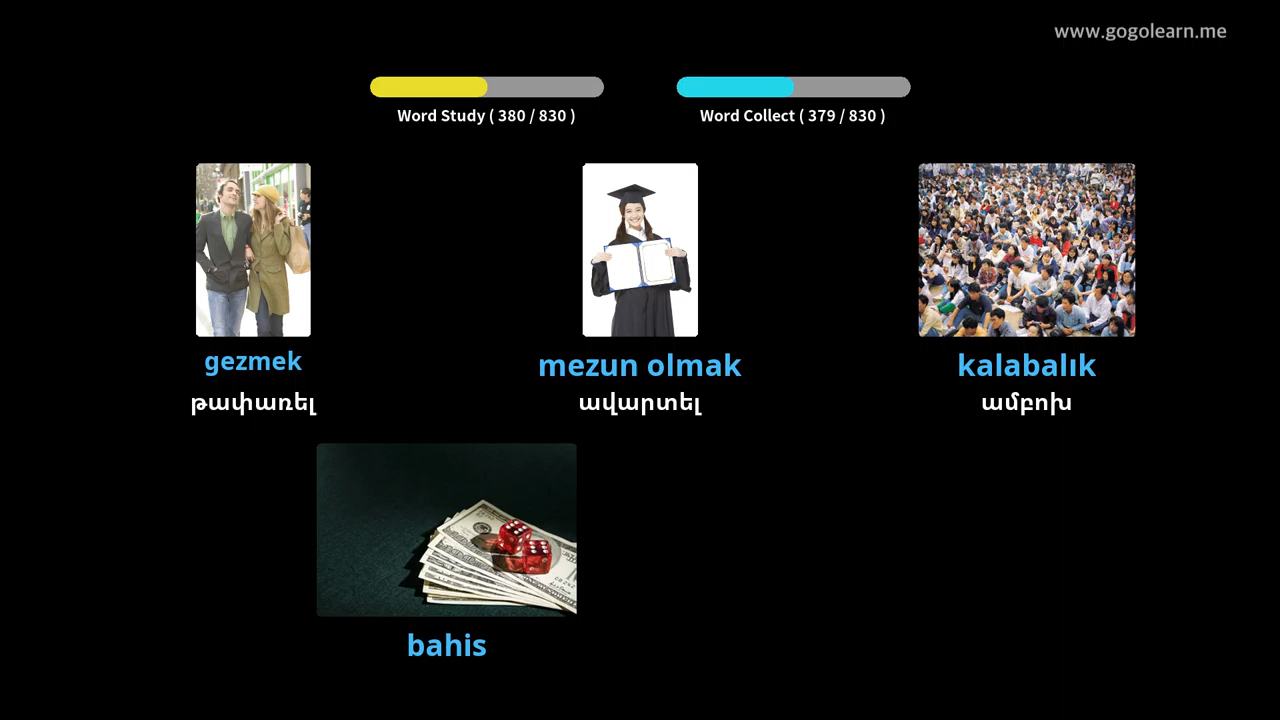 www.gogolearn.me
Word Study ( 380 / 830 )
Word Collect ( 379 / 830 )
gezmek
թափառել
mezun olmak
ավարտել
kalabalık
ամբոխ
bahis